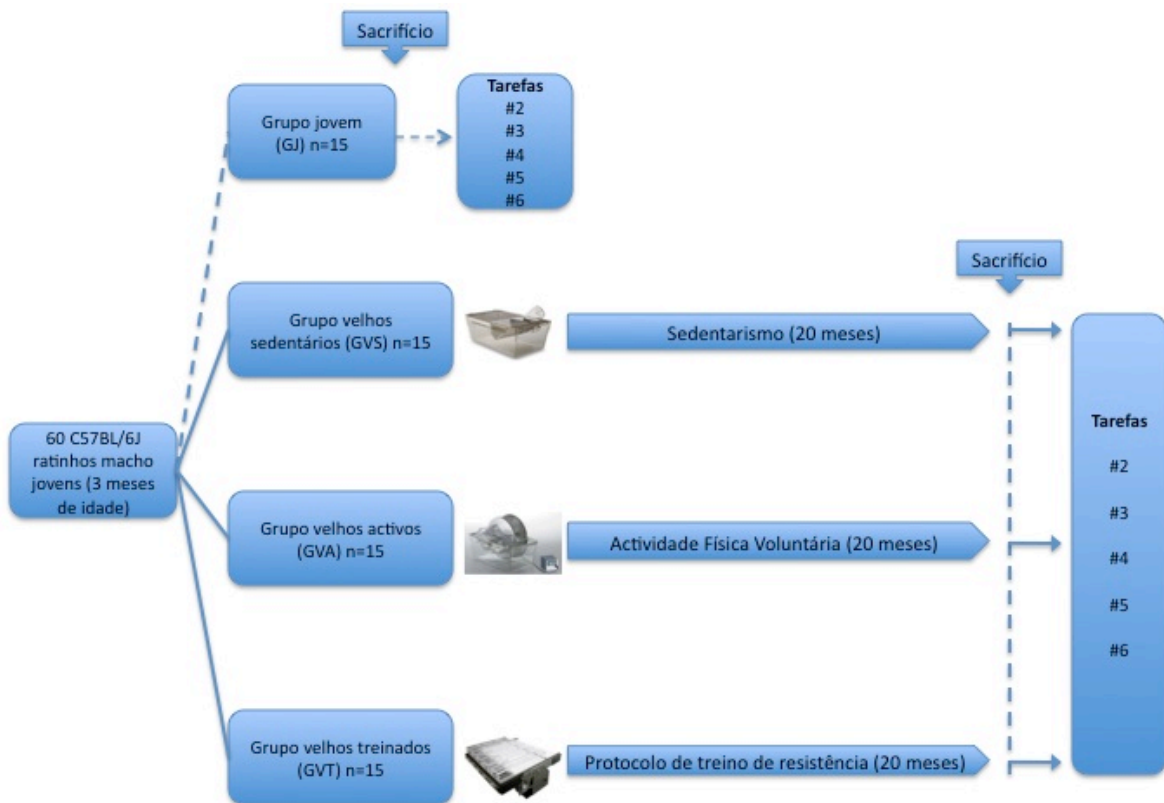 Sacrifício
Grupo jovem
(GJ) n=15
Tarefas
#2
#3
#4
#5
#6
Sacrifício
Grupo velhos
sedentários (GVS) n=15
Sedentarismo (20 meses)
60 C57BL/6J
ratinhos macho
jovens (3 meses
de idade)
Grupo velhos activos
(GVA) n=15
Actividade Física Voluntária (20 meses)
Grupo velhos treinados
(GVT) n=15
Protocolo de treino de resistência (20 meses)
Tarefas
#2
#3
#4
#5
#6